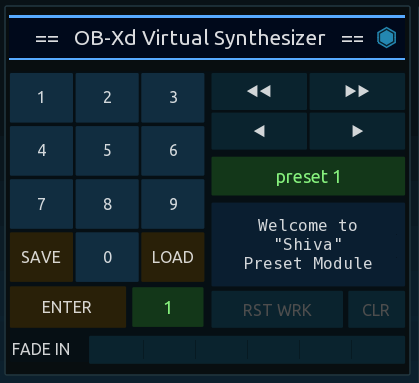 == OB-Xd Virtual Synthesizer ==
1 2 3
4 5 6
7 8 9
SAVE 0 LOAD
ENTER 1
preset 1
Welcome to
"Shiva"
Preset Module
RST WRK CLR
FADE IN